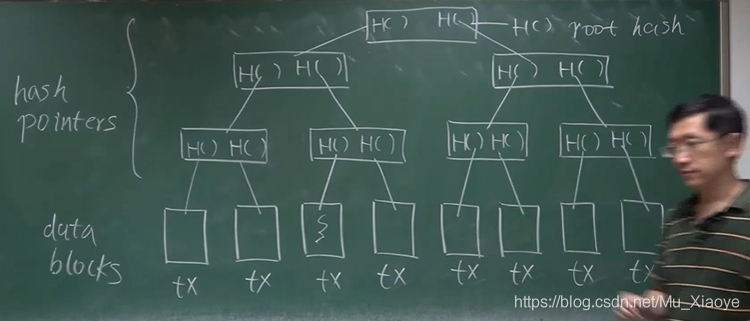 H() H() H() root hash
H() H() H() H()
hash
pointers
H() H() H() H() H() H() H() H()
data
blocks
tx tx tx tx tx tx tx tx
https://blog.csdn.net/Mu_Xiaoye